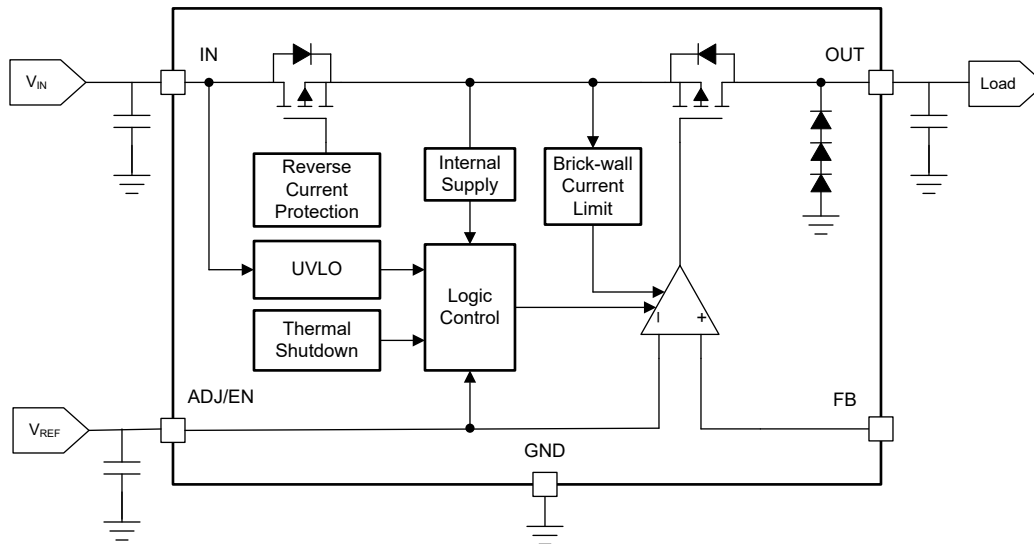 IN
OUT
V_IN
Load
Reverse
Current
Protection
Internal
Supply
Brick-wall
Current
Limit
UVLO
Logic
Control
Thermal
Shutdown
ADJ/EN
FB
V_REF
GND